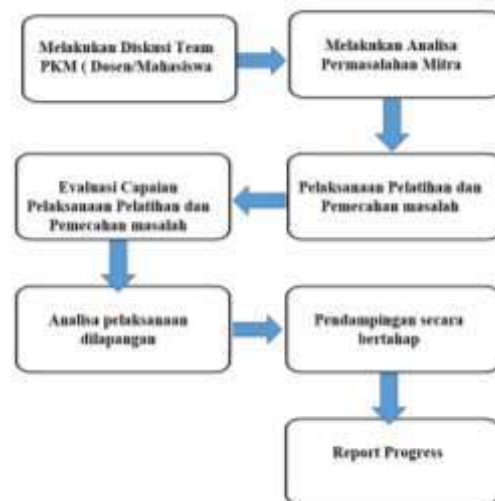 Melakukan Diskusi Team
PKM ( Dosen/Mahasiswa
Melakukan Analisa
Permasalahan Mitra
Pelaksanaan Pelatihan dan
Pemecahan masalah
Evaluasi Capaian
Pelaksanaan Pelatihan dan
Pemecahan masalah
Analisa pelaksanaan
dilapangan
Pendampingan secara
bertahap
Report Progress